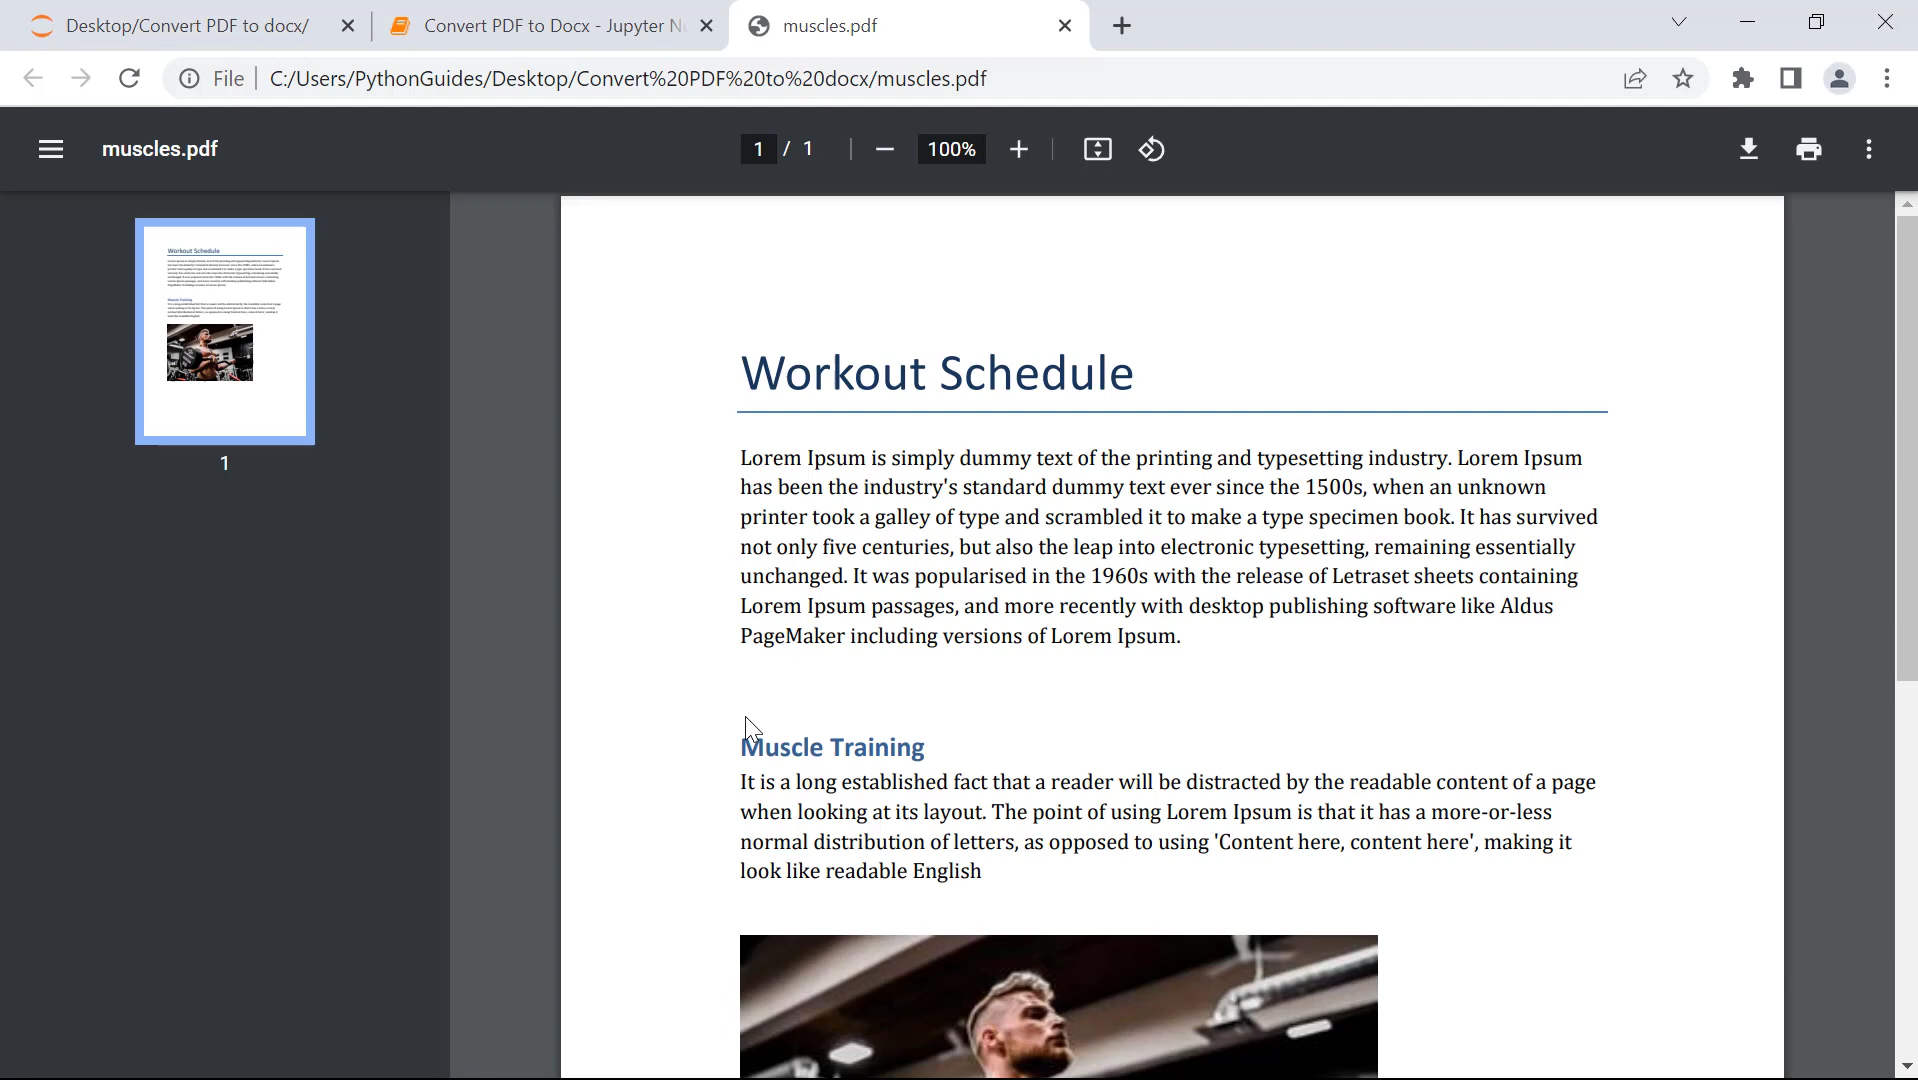 Desktop/Convert PDF to docx/
Convert PDF to Docx - Jupyter N
muscles.pdf
File
C:/Users/PythonGuides/Desktop/Convert%20PDF%20to%20docx/muscles.pdf
muscles.pdf
1 / 1
100%
Workout Schedule
Muscle Training
1
Workout Schedule
Lorem Ipsum is simply dummy text of the printing and typesetting industry. Lorem Ipsum
has been the industry's standard dummy text ever since the 1500s, when an unknown
printer took a galley of type and scrambled it to make a type specimen book. It has survived
not only five centuries, but also the leap into electronic typesetting, remaining essentially
unchanged. It was popularised in the 1960s with the release of Letraset sheets containing
Lorem Ipsum passages, and more recently with desktop publishing software like Aldus
PageMaker including versions of Lorem Ipsum.
Muscle Training
It is a long established fact that a reader will be distracted by the readable content of a page
when looking at its layout. The point of using Lorem Ipsum is that it has a more-or-less
normal distribution of letters, as opposed to using 'Content here, content here', making it
look like readable English